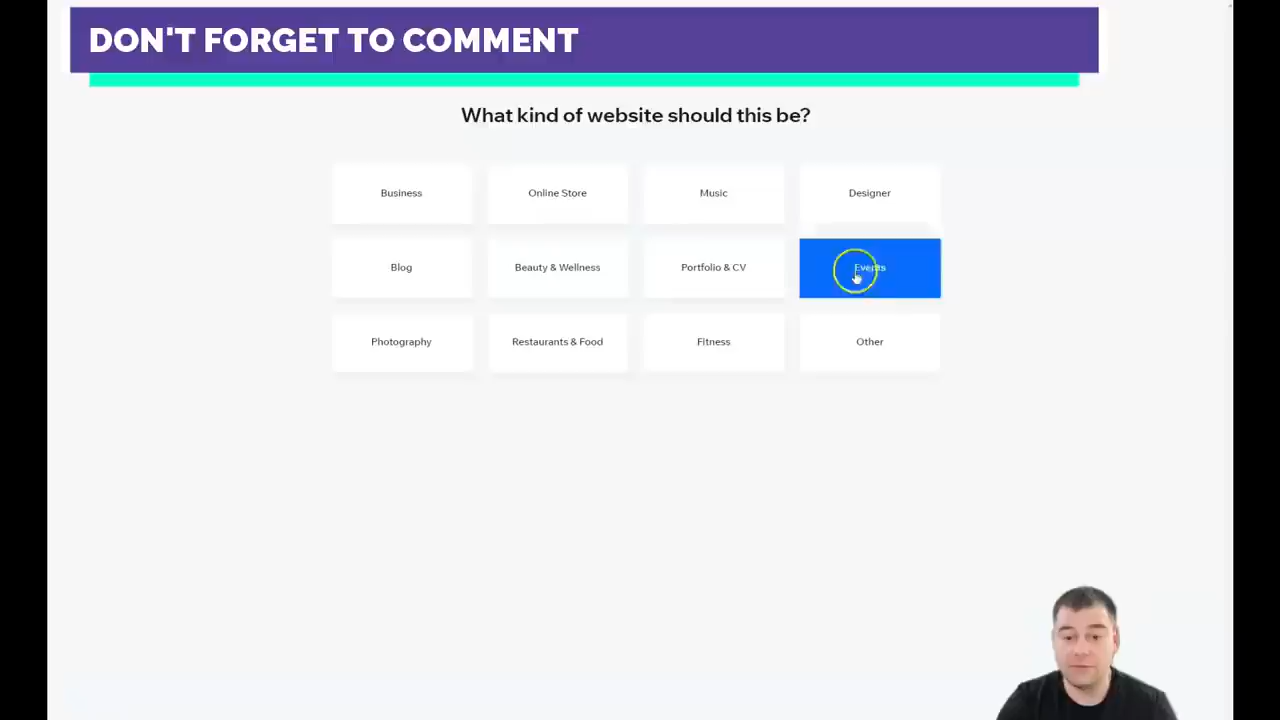 DON'T FORGET TO COMMENT
What kind of website should this be?
Business
Online Store
Music
Designer
Blog
Beauty & Wellness
Portfolio & CV
Events
Photography
Restaurants & Food
Fitness
Other